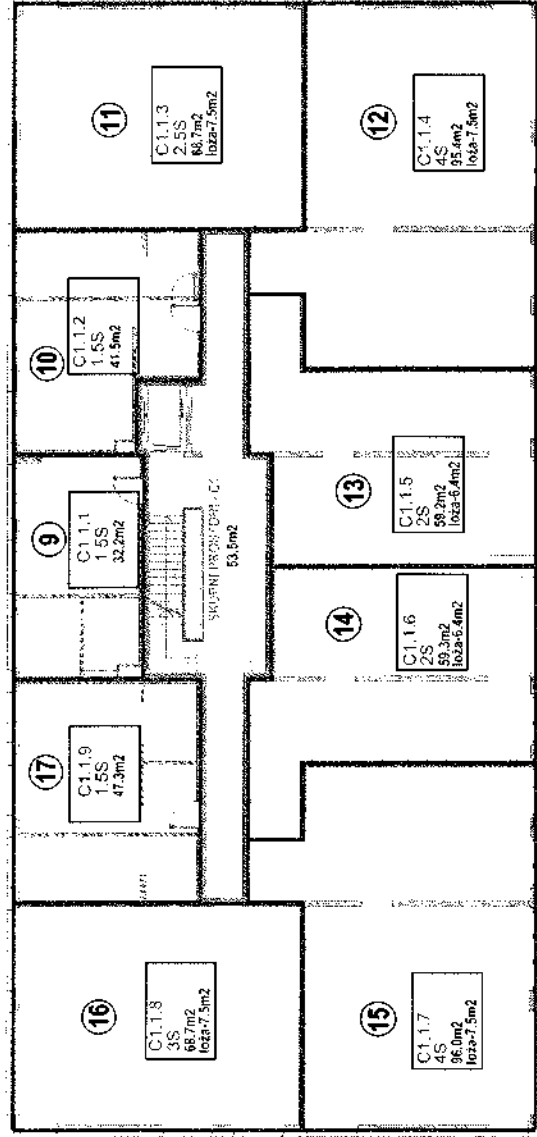 16
C1.1.8
3S
68.7m2
loža-7.5m2
17
C1.1.9
1.5S
47.3m2
9
C1.1.1
1.5S
32.2m2
10
C1.1.2
1.5S
41.5m2
11
C1.1.3
2.5S
68.7m2
loža-7.5m2
SKUPNI PROSTORI - C1
53.5m2
15
C1.1.7
4S
96.0m2
loža-7.5m2
14
C1.1.6
2S
59.3m2
loža-6.4m2
13
C1.1.5
2S
59.2m2
loža-6.4m2
12
C1.1.4
4S
95.4m2
loža-7.5m2